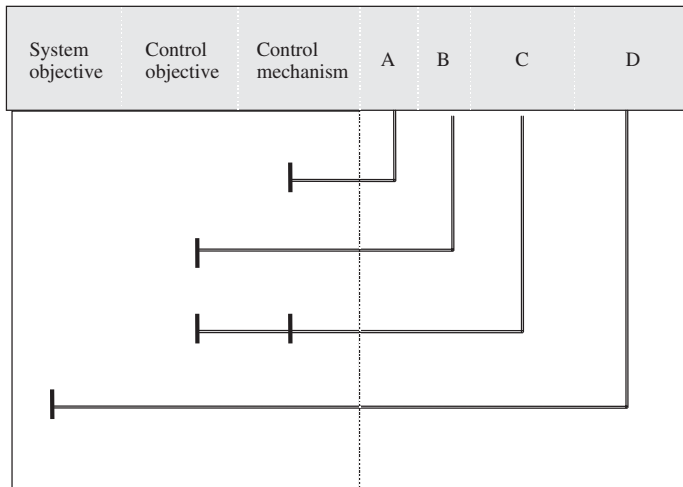 System objective
Control objective
Control mechanism
A
B
C
D